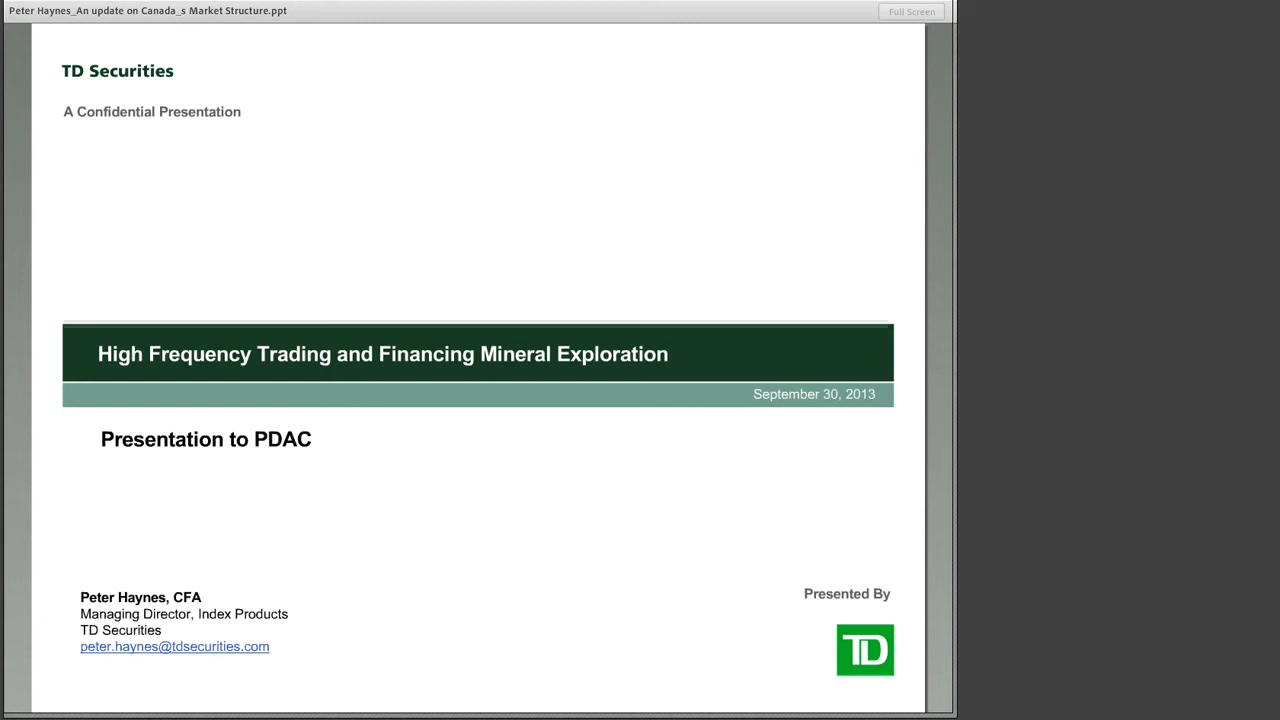 Peter Haynes_An update on Canada_s Market Structure.ppt
Full Screen
TD Securities
A Confidential Presentation
High Frequency Trading and Financing Mineral Exploration
September 30, 2013
Presentation to PDAC
Peter Haynes, CFA
Managing Director, Index Products
TD Securities
peter.haynes@tdsecurities.com
Presented By
TD